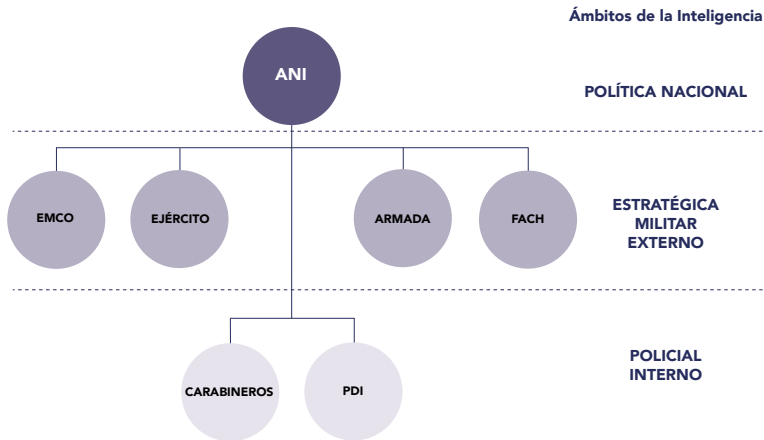 Ámbitos de la Inteligencia
ANI
POLÍTICA NACIONAL
EMCO
EJÉRCITO
ARMADA
FACH
ESTRATÉGICA
MILITAR
EXTERNO
CARABINEROS
PDI
POLICIAL
INTERNO